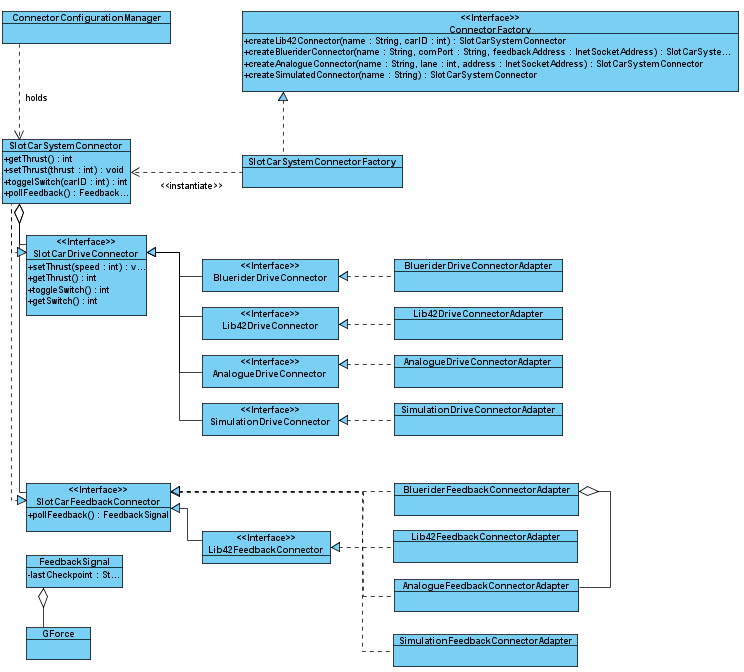 Connector Configuration Manager
<<Interface>>
ConnectorFactory
+createLib42Connector(name : String, carID : int) : SlotCarSystemConnector
+createBlueriderConnector(name : String, comPort : String, feedbackAddress : InetSocketAddress) : SlotCarSyste...
+createAnalogueConnector(name : String, lane : int, address : InetSocketAddress) : SlotCarSystemConnector
+createSimulatedConnector(name : String) : SlotCarSystemConnector
holds
SlotCarSystemConnector
+getThrust() : int
+setThrust(thrust : int) : void
+togglelSwitch(carID : int) : int
+pollFeedback() : Feedback...
SlotCarSystemConnectorFactory
<<instantiate>>
<<Interface>>
SlotCarDriveConnector
+setThrust(speed : int) : v...
+getThrust() : int
+toggleSwitch() : int
+getSwitch() : int
<<Interface>>
BlueriderDriveConnector
BlueriderDriveConnectorAdapter
<<Interface>>
Lib42DriveConnector
Lib42DriveConnectorAdapter
<<Interface>>
AnalogueDriveConnector
AnalogueDriveConnectorAdapter
<<Interface>>
SimulationDriveConnector
SimulationDriveConnectorAdapter
<<Interface>>
SlotCarFeedbackConnector
+pollFeedback() : FeedbackSignal
BlueriderFeedbackConnectorAdapter
<<Interface>>
Lib42FeedbackConnector
Lib42FeedbackConnectorAdapter
FeedbackSignal
-lastCheckpoint : St...
AnalogueFeedbackConnectorAdapter
GForce
SimulationFeedbackConnectorAdapter